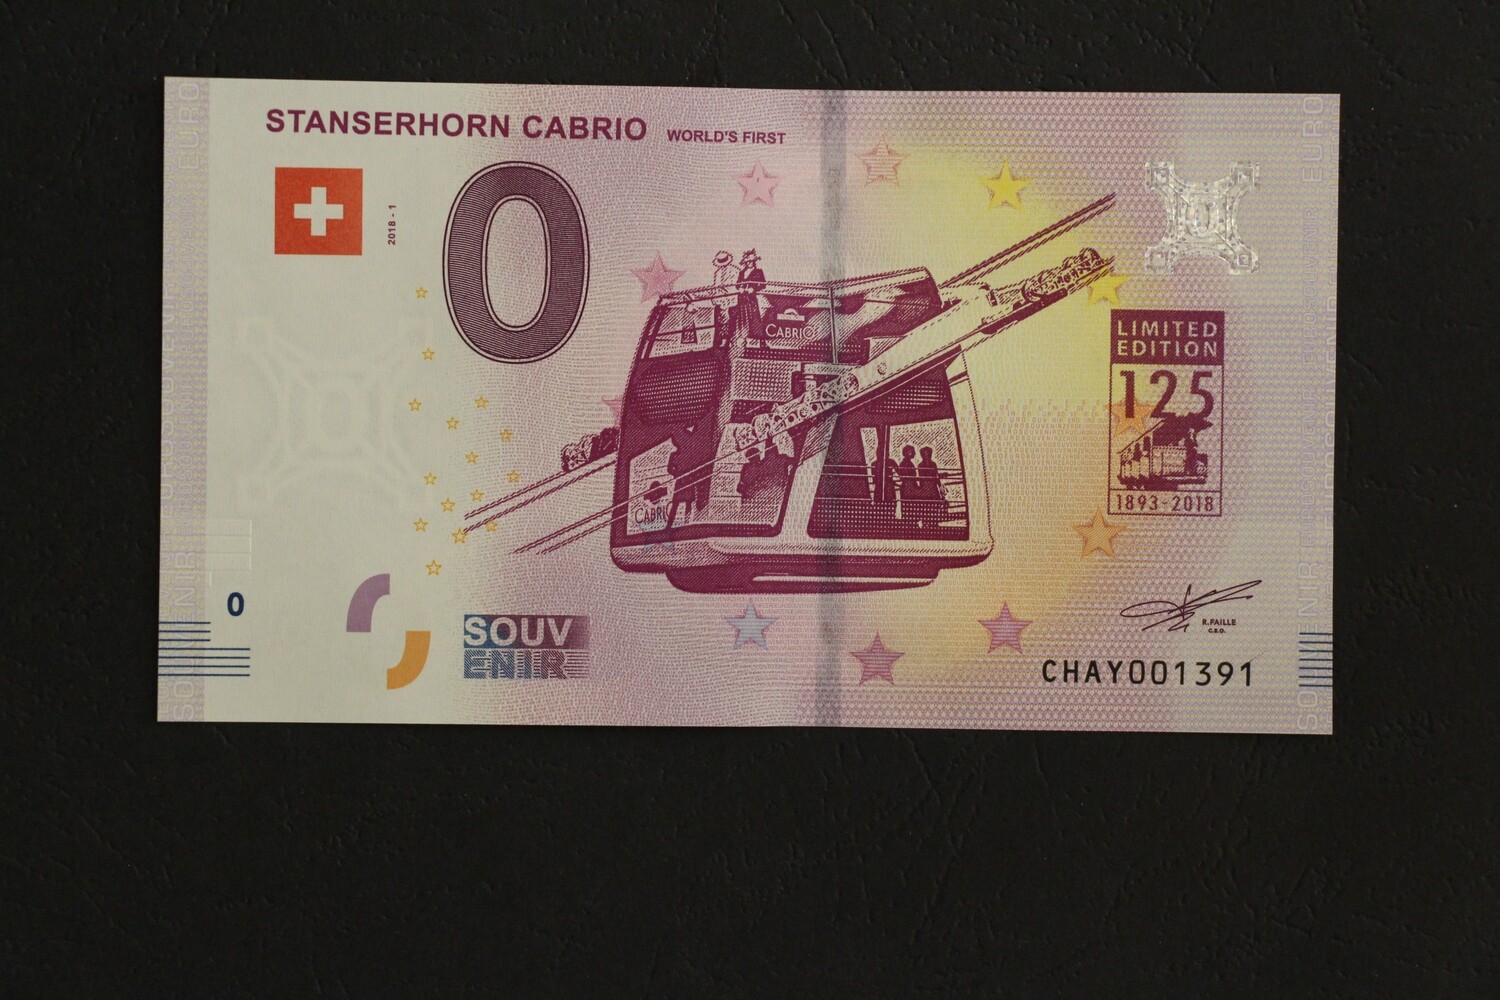 STANSERHORN CABRIO WORLD'S FIRST
2018 - 1
0
CABRIO
CABRIO
LIMITED
EDITION
125
1893-2018
0
SOUV
ENIR
R.FAILLE
C.E.O.
CHAY001391